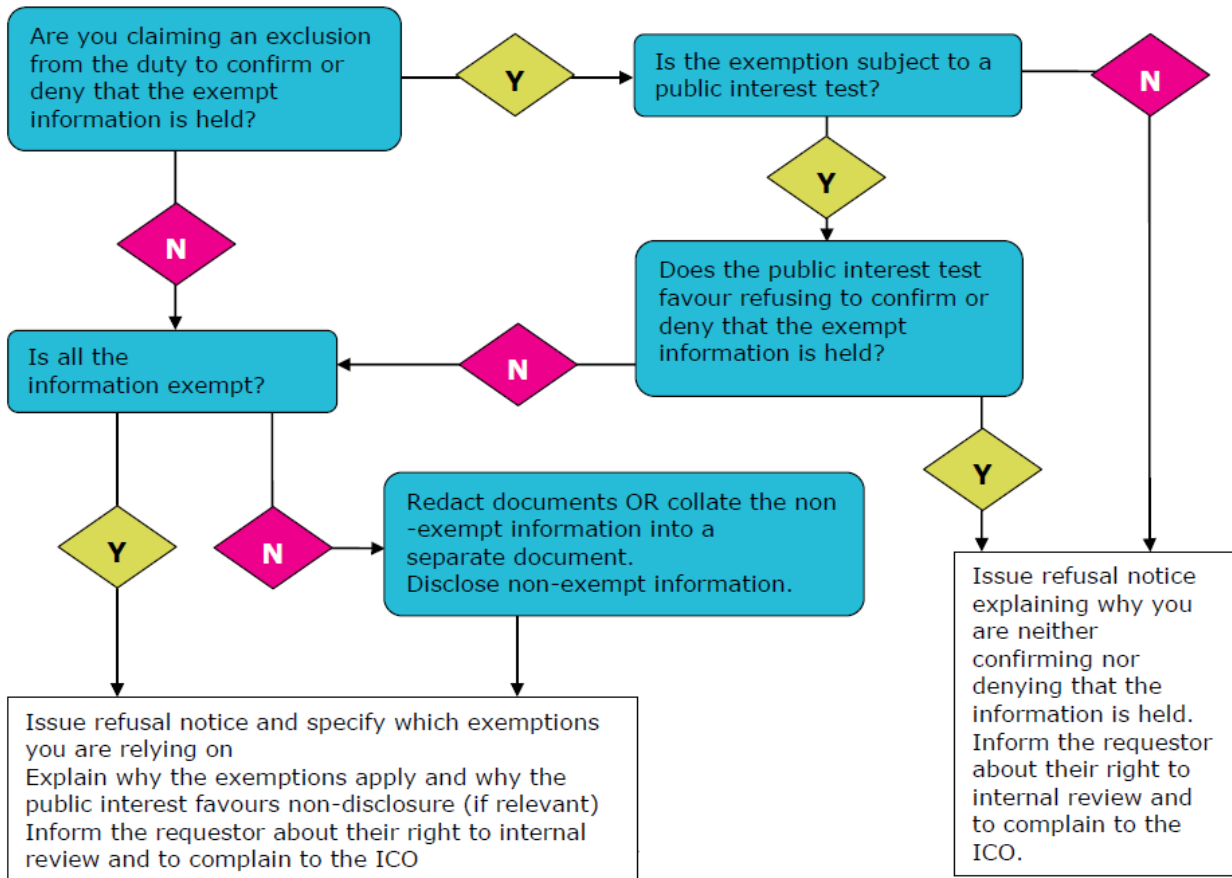 Are you claiming an exclusion
from the duty to confirm or
deny that the exempt
information is held?
Y
Is the exemption subject to a
public interest test?
N
Y
N
Does the public interest test
favour refusing to confirm or
deny that the exempt
information is held?
N
Is all the
information exempt?
Y
Y
N
Redact documents OR collate the non
-exempt information into a
separate document.
Disclose non-exempt information.
Issue refusal notice
explaining why you
are neither
confirming nor
denying that the
information is held.
Inform the requestor
about their right to
internal review and
to complain to the
ICO.
Issue refusal notice and specify which exemptions
you are relying on
Explain why the exemptions apply and why the
public interest favours non-disclosure (if relevant)
Inform the requestor about their right to internal
review and to complain to the ICO